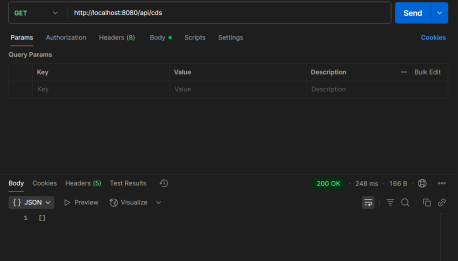 GET http://localhost:8080/api/cds Send
Params Authorization Headers (8) Body Scripts Settings Cookies
Query Params
Key Value Description Bulk Edit
Key Value Description
Body Cookies Headers (5) Test Results 200 OK 248 ms 166 B
{ } JSON Preview Visualize
1 []